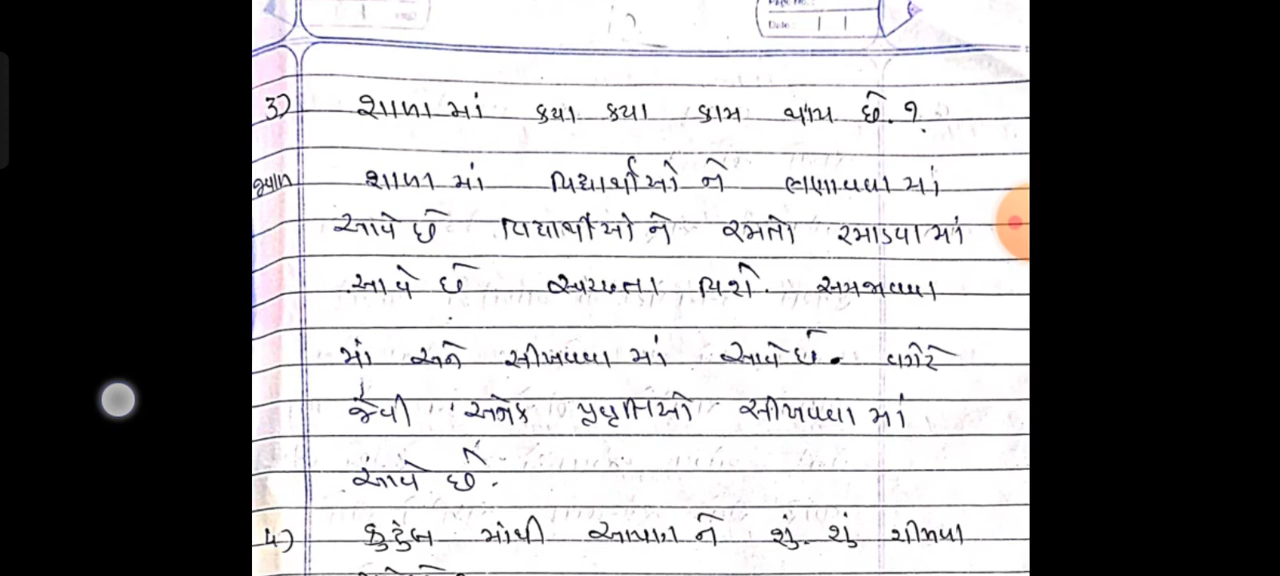 Date:
3) શાળા માં કયા કયા કામ થાય છે. ?
જવાબ શાળા માં વિદ્યાર્થીઓ ને ભણાવવા માં
આવે છે વિદ્યાર્થીઓ ને રમતો રમાડવા માં
આવે છે સ્વચ્છતા વિશે. સમજાવવા
માં અને સીખવવા માં આવે છે. વગેરે
જેવી અનેક પ્રવૃત્તિઓ સીખવવા માં
આવે છે.
4) કુટુંબ માંથી આપણ ને શું. શું